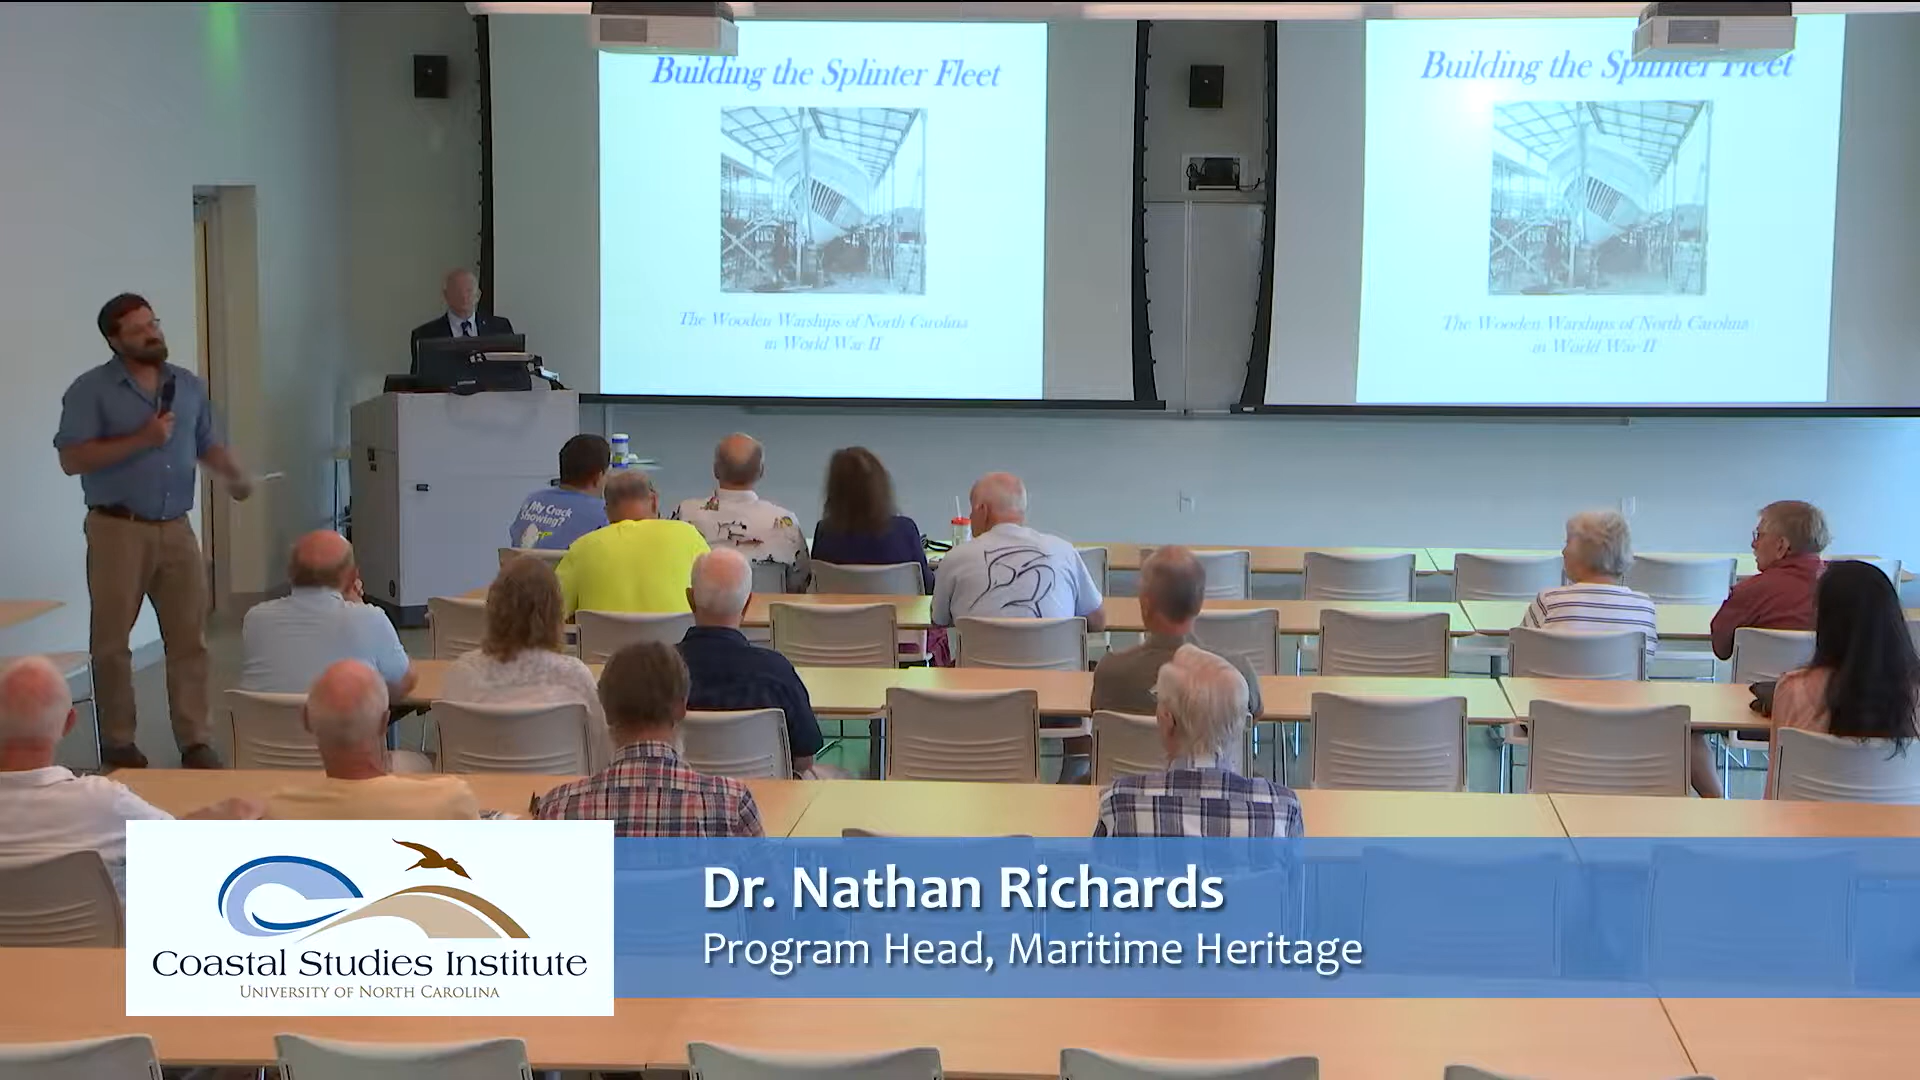 Building the Splinter Fleet
The Wooden Warships of North Carolina
in World War II
Building the Splinter Fleet
The Wooden Warships of North Carolina
in World War II
My Crack
Showing?
Dr. Nathan Richards
Program Head, Maritime Heritage
Coastal Studies Institute
UNIVERSITY OF NORTH CAROLINA